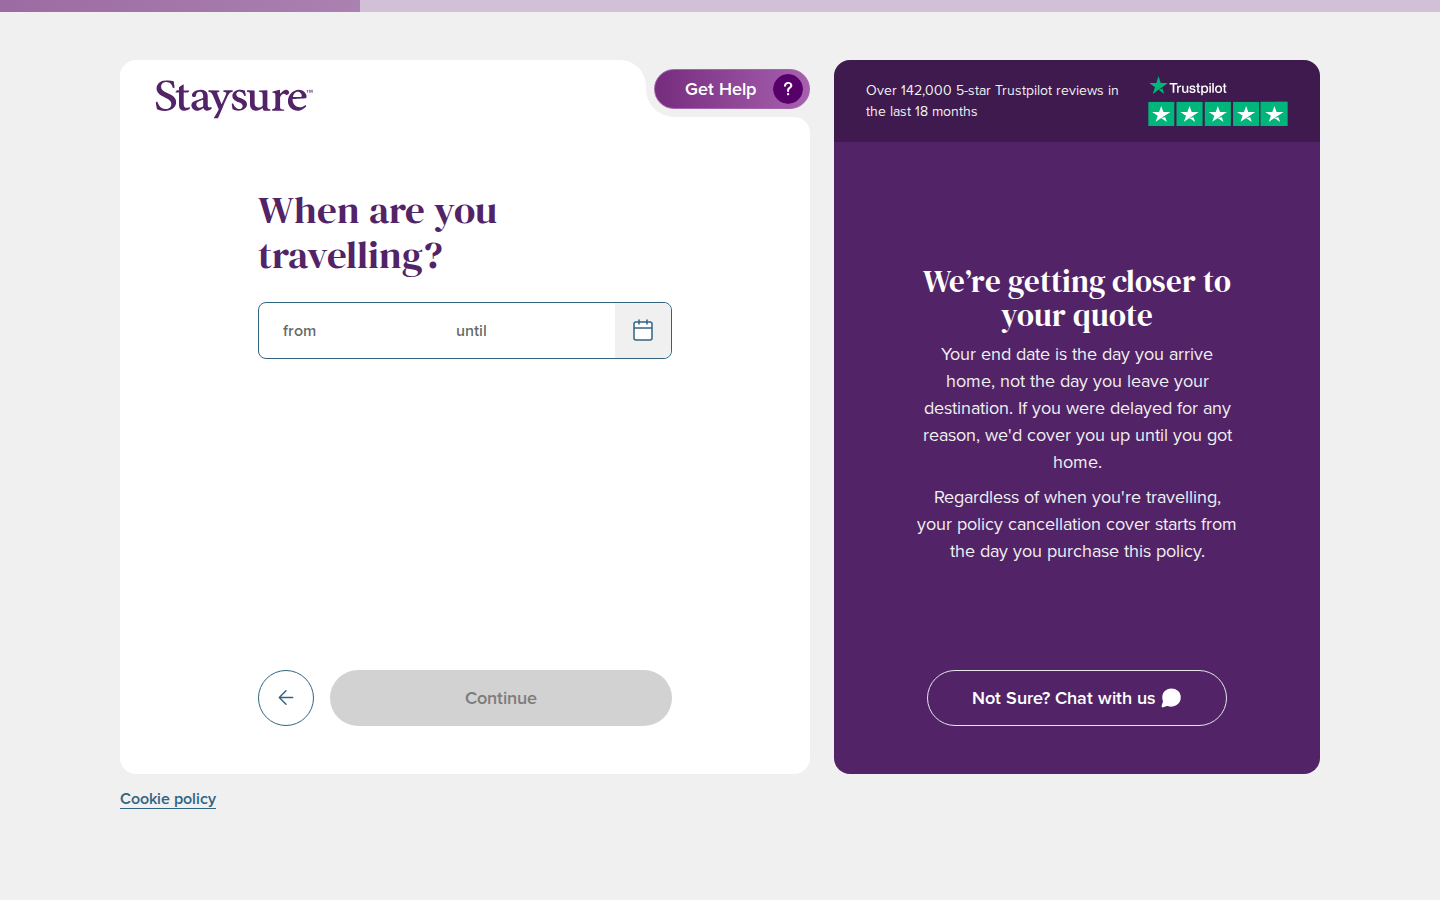 Staysure™
Get Help ?
When are you
travelling?
from until
Continue
Cookie policy
Over 142,000 5-star Trustpilot reviews in
the last 18 months
Trustpilot
We’re getting closer to
your quote
Your end date is the day you arrive
home, not the day you leave your
destination. If you were delayed for any
reason, we'd cover you up until you got
home.
Regardless of when you're travelling,
your policy cancellation cover starts from
the day you purchase this policy.
Not Sure? Chat with us